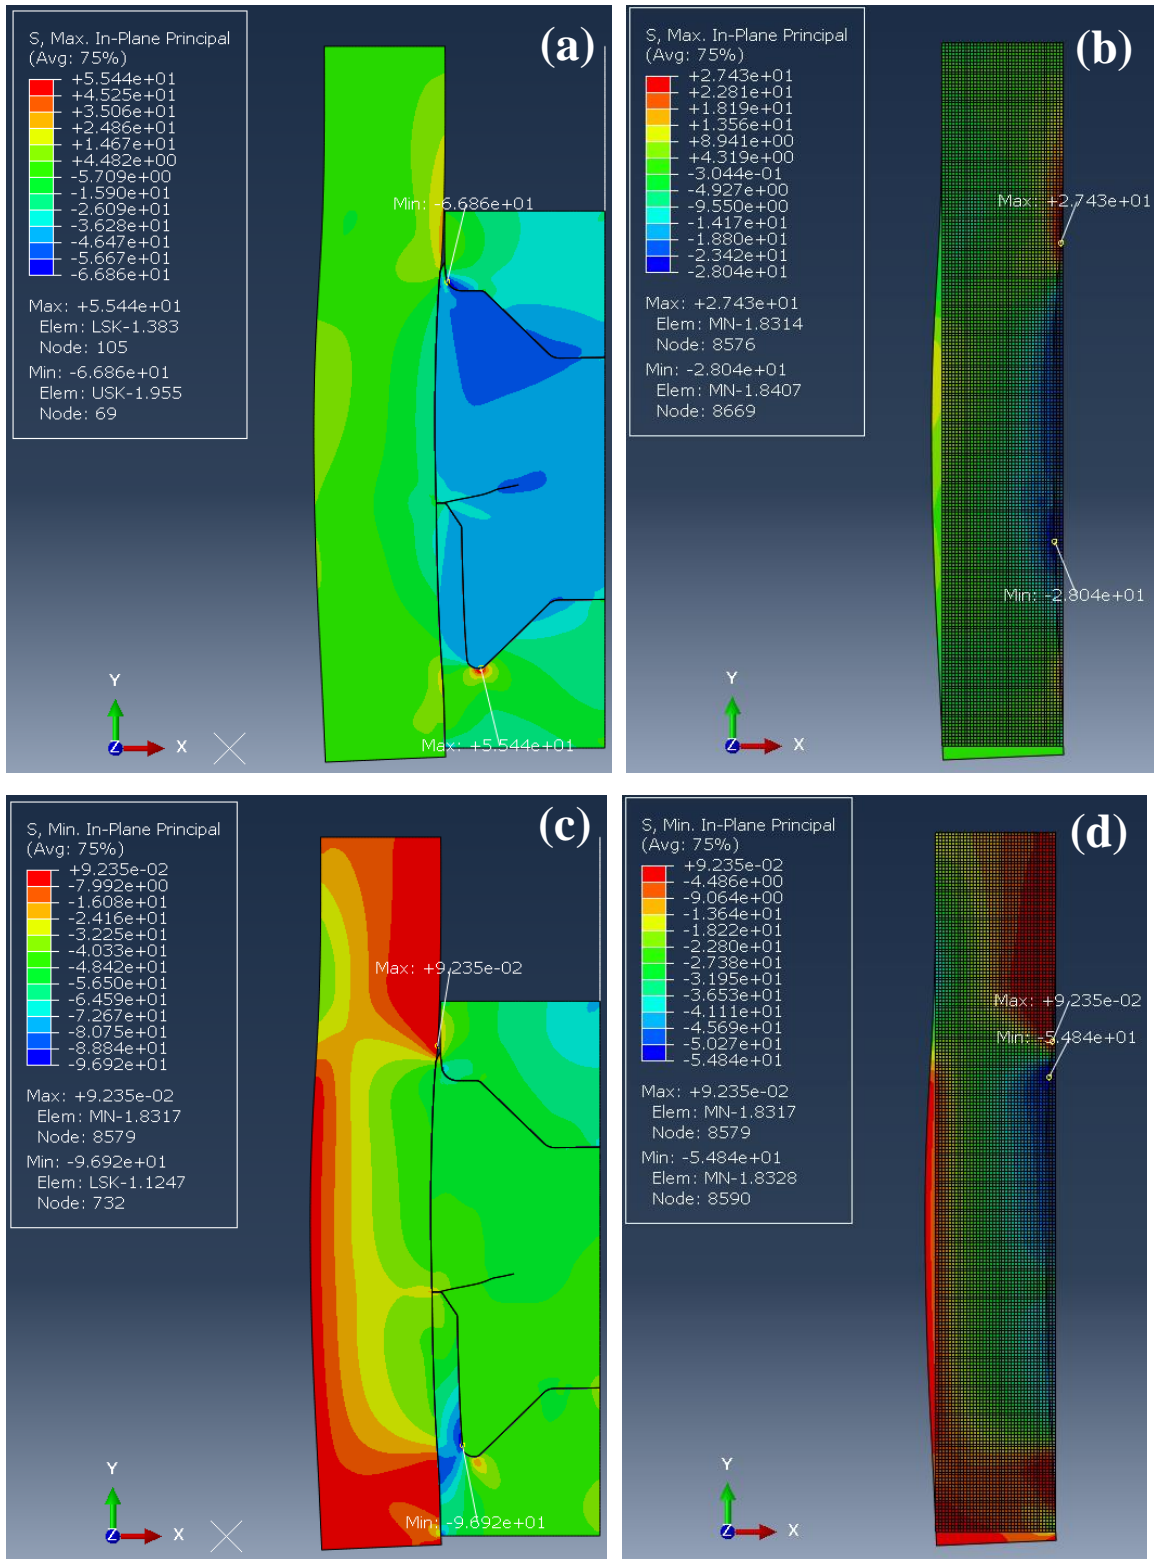 (a)
S, Max. In-Plane Principal
(Avg: 75%)
+5.544e+01
+4.525e+01
+3.506e+01
+2.486e+01
+1.467e+01
+4.482e+00
-5.709e+00
-1.590e+01
-2.609e+01
-3.628e+01
-4.647e+01
-5.667e+01
-6.686e+01
Max: +5.544e+01
Elem: LSK-1.383
Node: 105
Min: -6.686e+01
Elem: USK-1.955
Node: 69
Min: -6.686e+01
Max: +5.544e+01
Y
Z
X
(b)
S, Max. In-Plane Principal
(Avg: 75%)
+2.743e+01
+2.281e+01
+1.819e+01
+1.356e+01
+8.941e+00
+4.319e+00
-3.044e-01
-4.927e+00
-9.550e+00
-1.417e+01
-1.880e+01
-2.342e+01
-2.804e+01
Max: +2.743e+01
Elem: MN-1.8314
Node: 8576
Min: -2.804e+01
Elem: MN-1.8407
Node: 8669
Max: +2.743e+01
Min: -2.804e+01
Y
Z
X
(c)
S, Min. In-Plane Principal
(Avg: 75%)
+9.235e-02
-7.992e+00
-1.608e+01
-2.416e+01
-3.225e+01
-4.033e+01
-4.842e+01
-5.650e+01
-6.459e+01
-7.267e+01
-8.075e+01
-8.884e+01
-9.692e+01
Max: +9.235e-02
Elem: MN-1.8317
Node: 8579
Min: -9.692e+01
Elem: LSK-1.1247
Node: 732
Max: +9.235e-02
Min: -9.692e+01
Y
Z
X
(d)
S, Min. In-Plane Principal
(Avg: 75%)
+9.235e-02
-4.486e+00
-9.064e+00
-1.364e+01
-1.822e+01
-2.280e+01
-2.738e+01
-3.195e+01
-3.653e+01
-4.111e+01
-4.569e+01
-5.027e+01
-5.484e+01
Max: +9.235e-02
Elem: MN-1.8317
Node: 8579
Min: -5.484e+01
Elem: MN-1.8328
Node: 8590
Max: +9.235e-02
Min: -5.484e+01
Y
Z
X